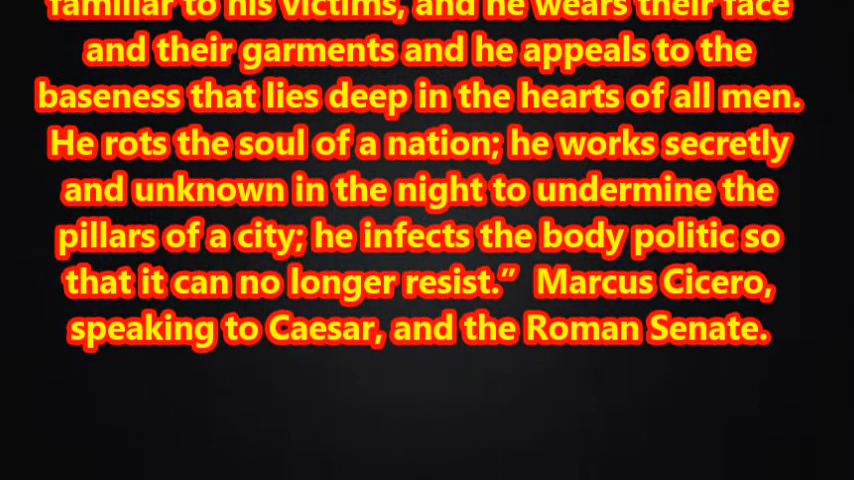 familiar to his victims, and he wears their face
and their garments and he appeals to the
baseness that lies deep in the hearts of all men.
He rots the soul of a nation; he works secretly
and unknown in the night to undermine the
pillars of a city; he infects the body politic so
that it can no longer resist.”  Marcus Cicero,
speaking to Caesar, and the Roman Senate.